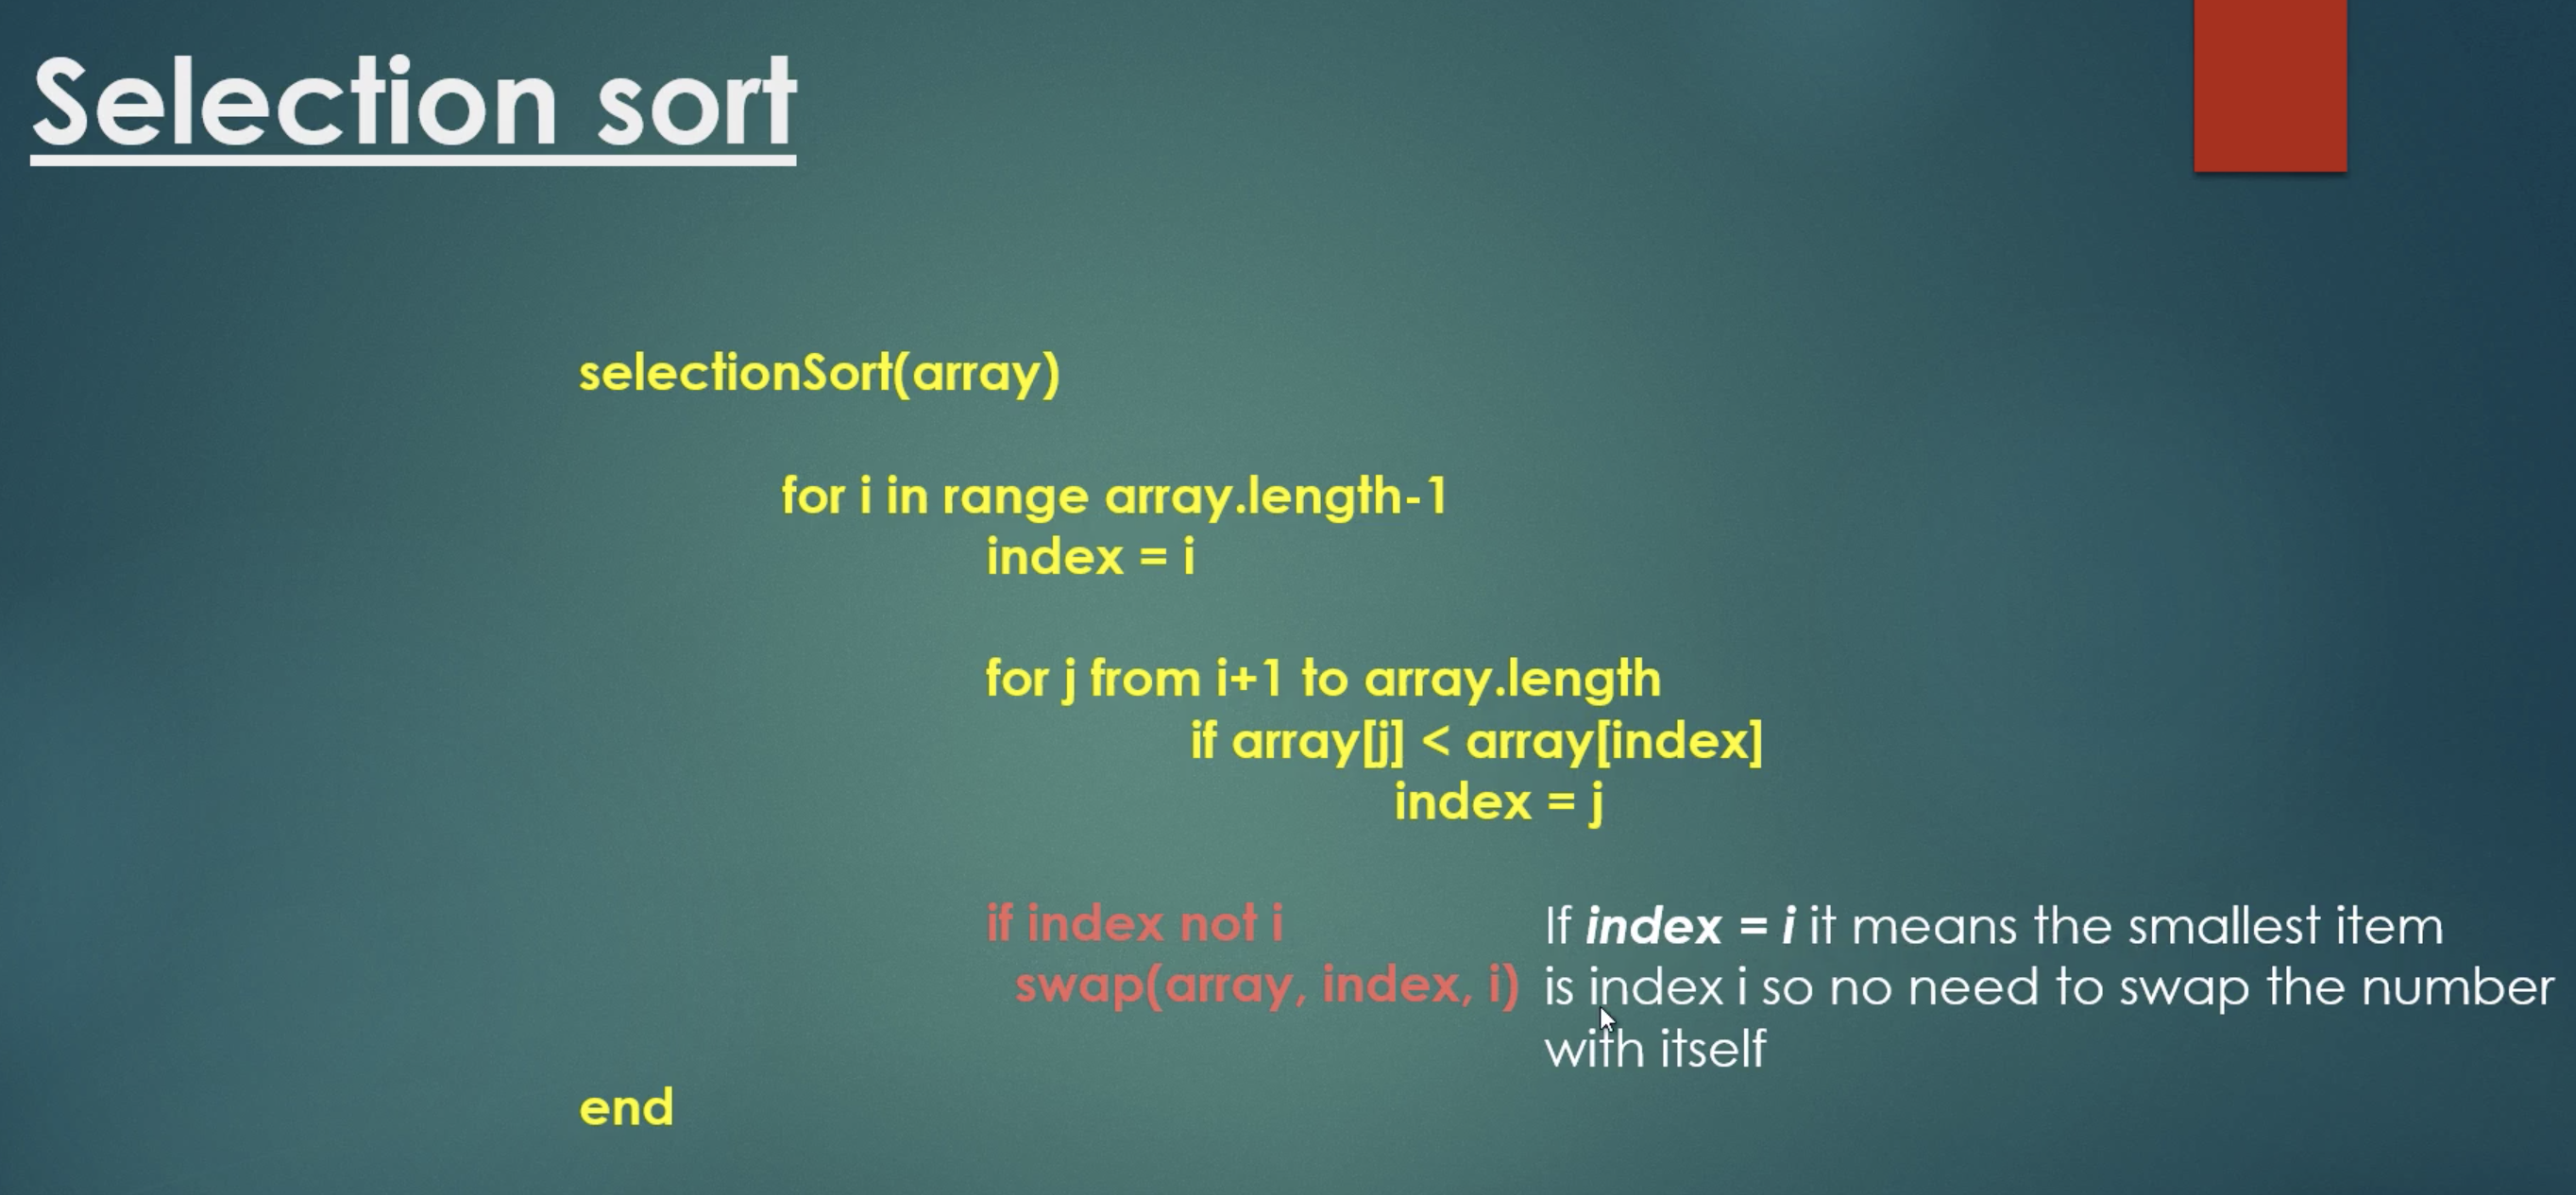 Selection sort
selectionSort(array)
for i in range array.length-1
index = i
for j from i+1 to array.length
if array[j] < array[index]
index = j
if index not i
swap(array, index, i)
If index = i it means the smallest item
is index i so no need to swap the number
with itself
end